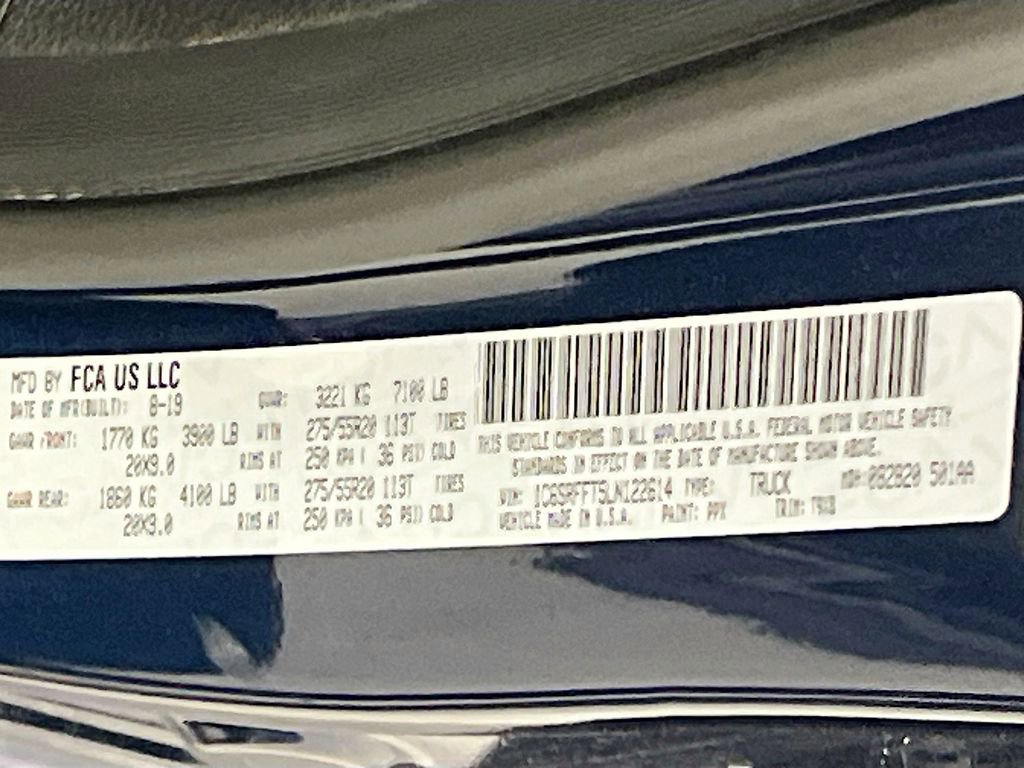 MFD BY FCA US LLC
DATE OF MFR(BUILT): 8-19 GVWR: 3221 KG 7100 LB
GAWR FRONT: 1770 KG 3900 LB WITH 275/55R20 113T TIRES
20X9.0 RIMS AT 250 KPA ( 36 PSI) COLD
GAWR REAR: 1860 KG 4100 LB WITH 275/55R20 113T TIRES
20X9.0 RIMS AT 250 KPA ( 36 PSI) COLD
THIS VEHICLE CONFORMS TO ALL APPLICABLE U.S.A. FEDERAL MOTOR VEHICLE SAFETY
STANDARDS IN EFFECT ON THE DATE OF MANUFACTURE SHOWN ABOVE.
VIN: 1C6SRFFT5LN122614 TYPE: TRUCK MDH:082820 501AA
VEHICLE MADE IN U.S.A. PAINT: PPX TRIM: